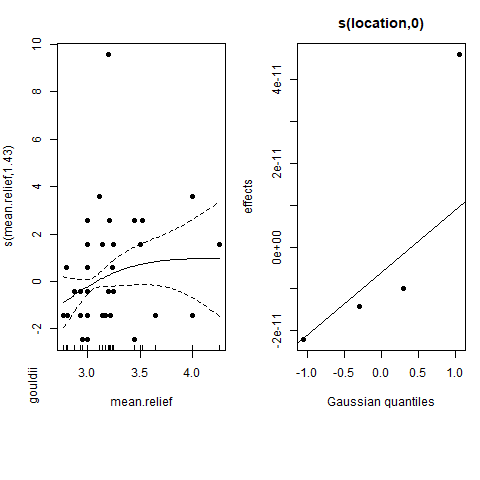 s(location,0)
s(mean.relief,1.43)
10
8
6
4
2
0
-2
3.0 3.5 4.0
mean.relief
gouldii
effects
4e-11
2e-11
0e+00
-2e-11
-1.0 -0.5 0.0 0.5 1.0
Gaussian quantiles